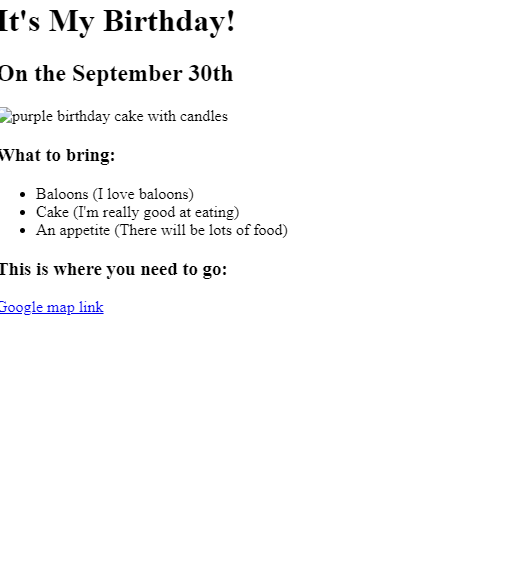 It's My Birthday!
On the September 30th
purple birthday cake with candles
What to bring:
Baloons (I love baloons)
Cake (I'm really good at eating)
An appetite (There will be lots of food)
This is where you need to go:
Google map link